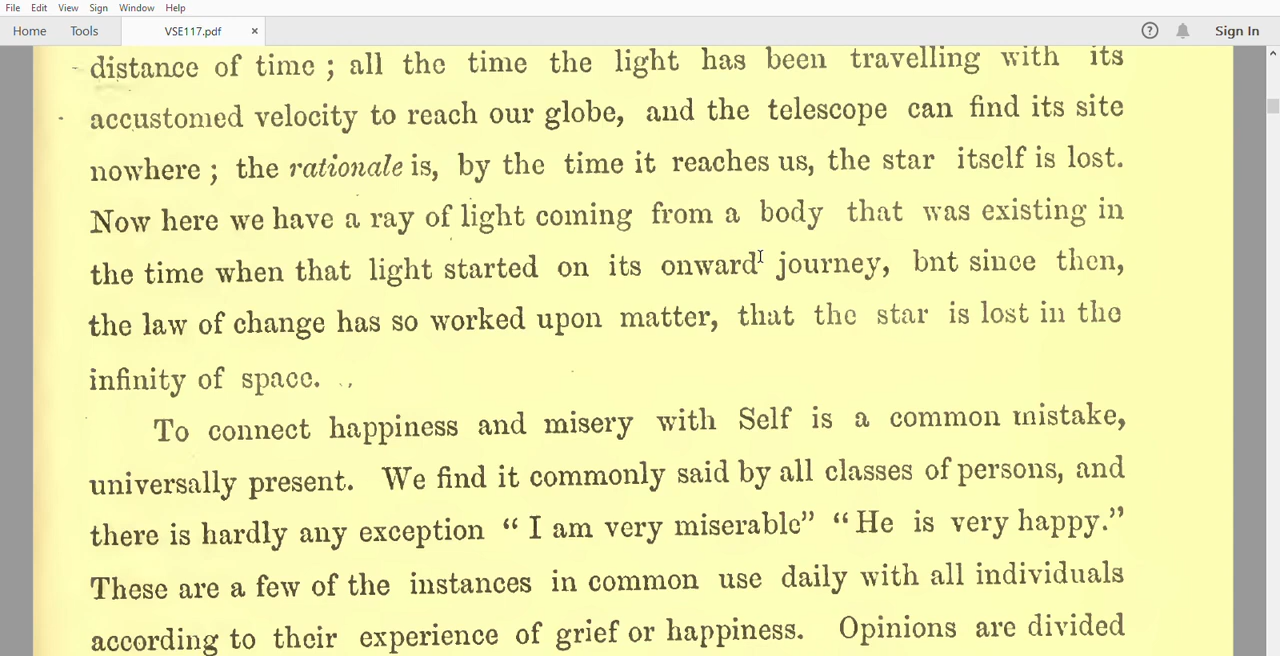 File Edit View Sign Window Help
Home Tools VSE117.pdf × Sign In
distance of time ; all the time the light has been travelling with its
accustomed velocity to reach our globe, and the telescope can find its site
nowhere ; the rationale is, by the time it reaches us, the star itself is lost.
Now here we have a ray of light coming from a body that was existing in
the time when that light started on its onward journey, bnt since then,
the law of change has so worked upon matter, that the star is lost in the
infinity of space.
To connect happiness and misery with Self is a common mistake,
universally present. We find it commonly said by all classes of persons, and
there is hardly any exception “ I am very miserable” “He is very happy.”
These are a few of the instances in common use daily with all individuals
according to their experience of grief or happiness. Opinions are divided